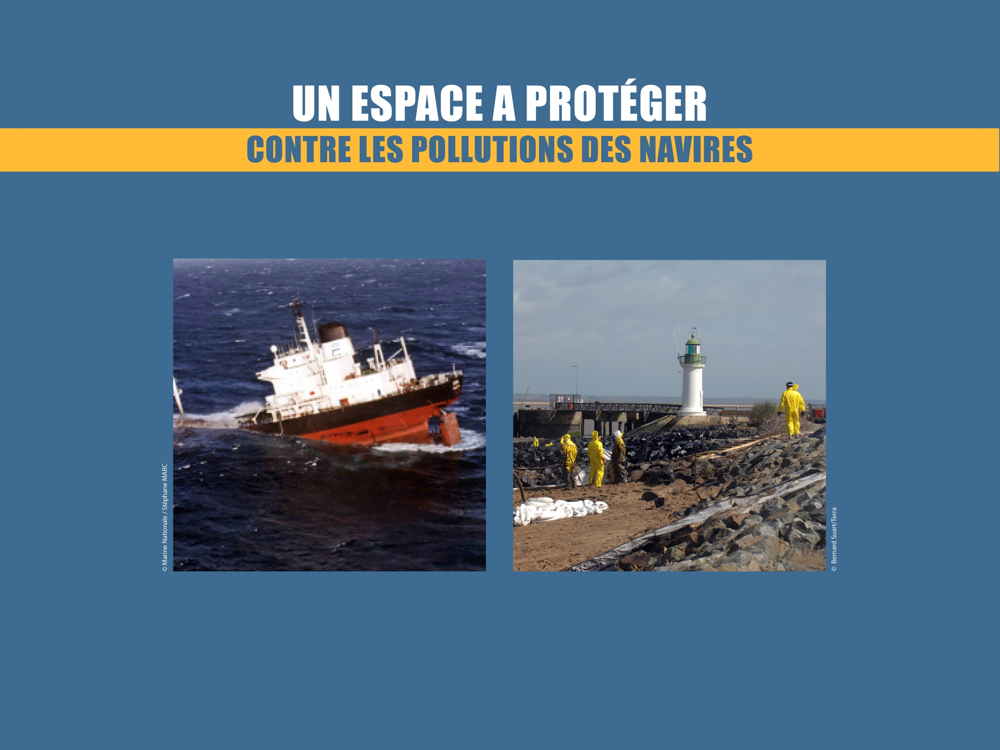 UN ESPACE A PROTÉGER
CONTRE LES POLLUTIONS DES NAVIRES
© Marine Nationale / Stéphane MARC
© Bernard Suart/Terra